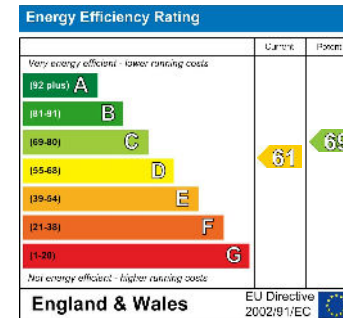 Energy Efficiency Rating
Current Poten
Very energy efficient - lower running costs
(92 plus) A
(81-91) B
(69-80) C
(55-68) D
(39-54) E
(21-38) F
(1-20) G
61
69
Not energy efficient - higher running costs
England & Wales
EU Directive
2002/91/EC